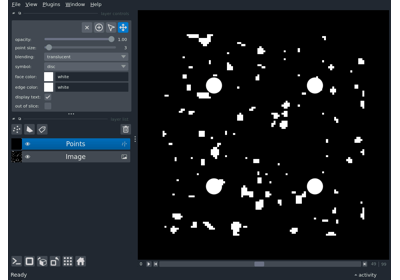 File View Plugins Window Help
opacity: 1.00
point size: 3
blending: translucent
symbol: disc
face color: white
edge color: white
display text:
out of slice:
Points
Image
Ready
activity